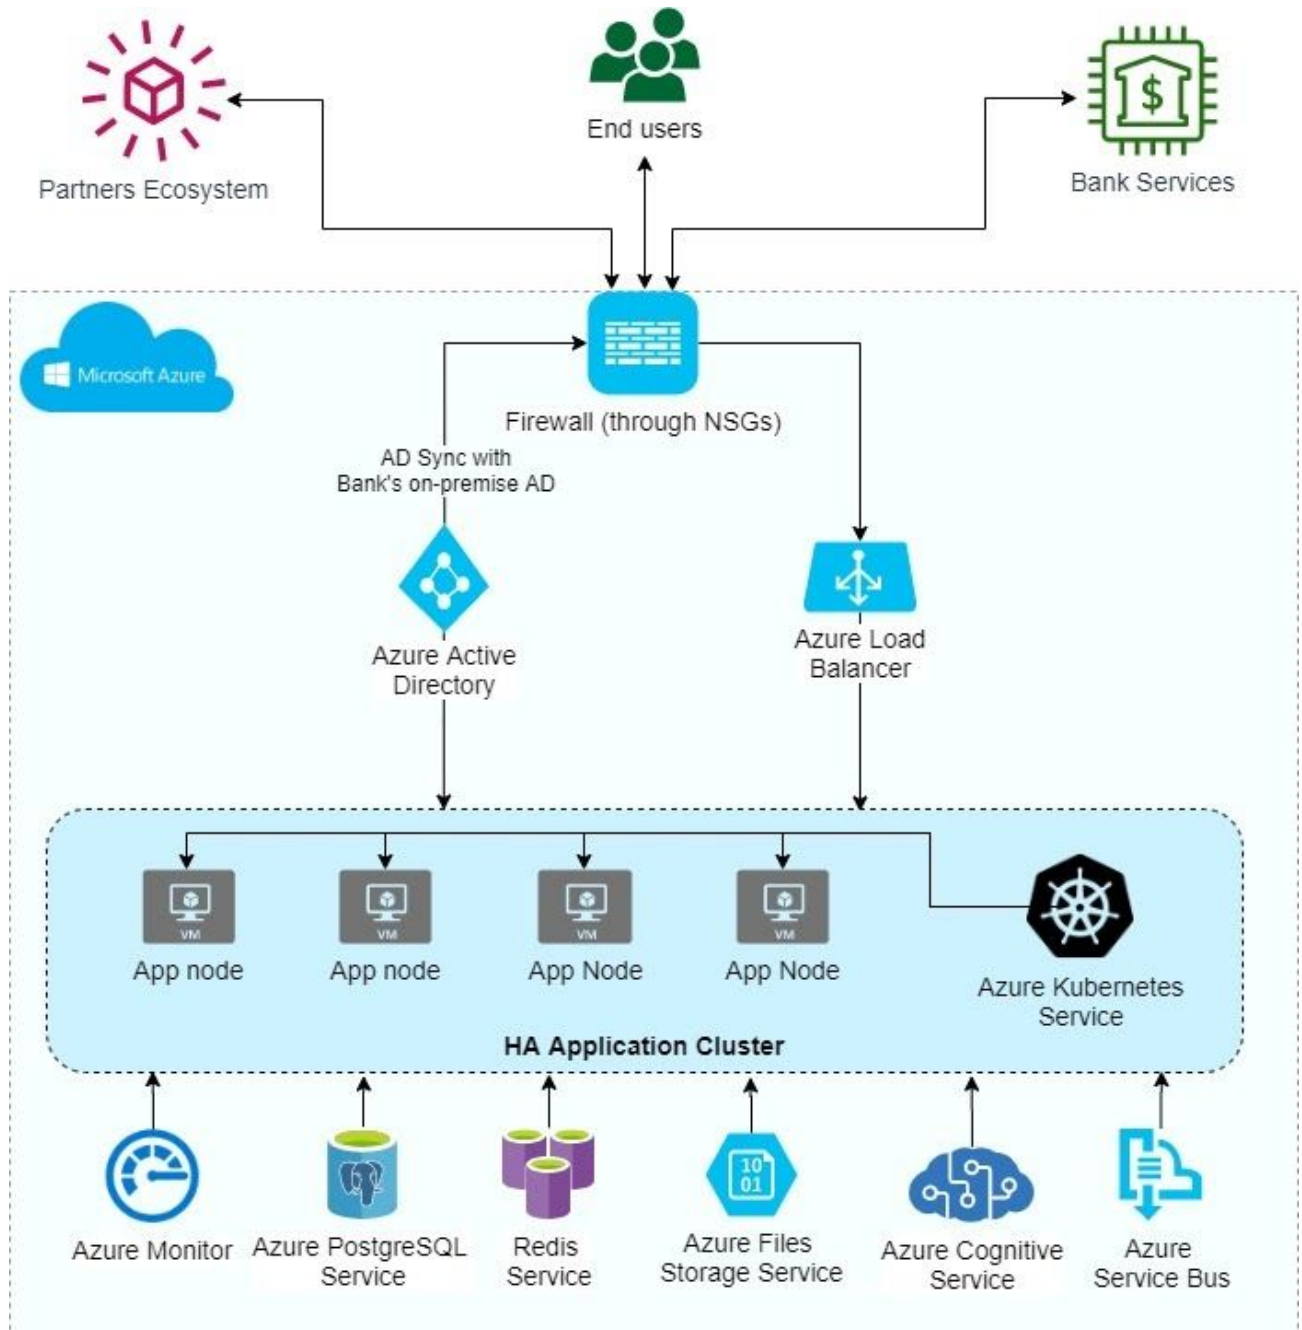 End users
Partners Ecosystem
$
Bank Services
Microsoft Azure
Firewall (through NSGs)
AD Sync with
Bank's on-premise AD
Azure Active
Directory
Azure Load
Balancer
VM
VM
VM
VM
App node
App node
App Node
App Node
Azure Kubernetes
Service
HA Application Cluster
10
01
Azure Monitor
Azure PostgreSQL
Service
Redis
Service
Azure Files
Storage Service
Azure Cognitive
Service
Azure
Service Bus